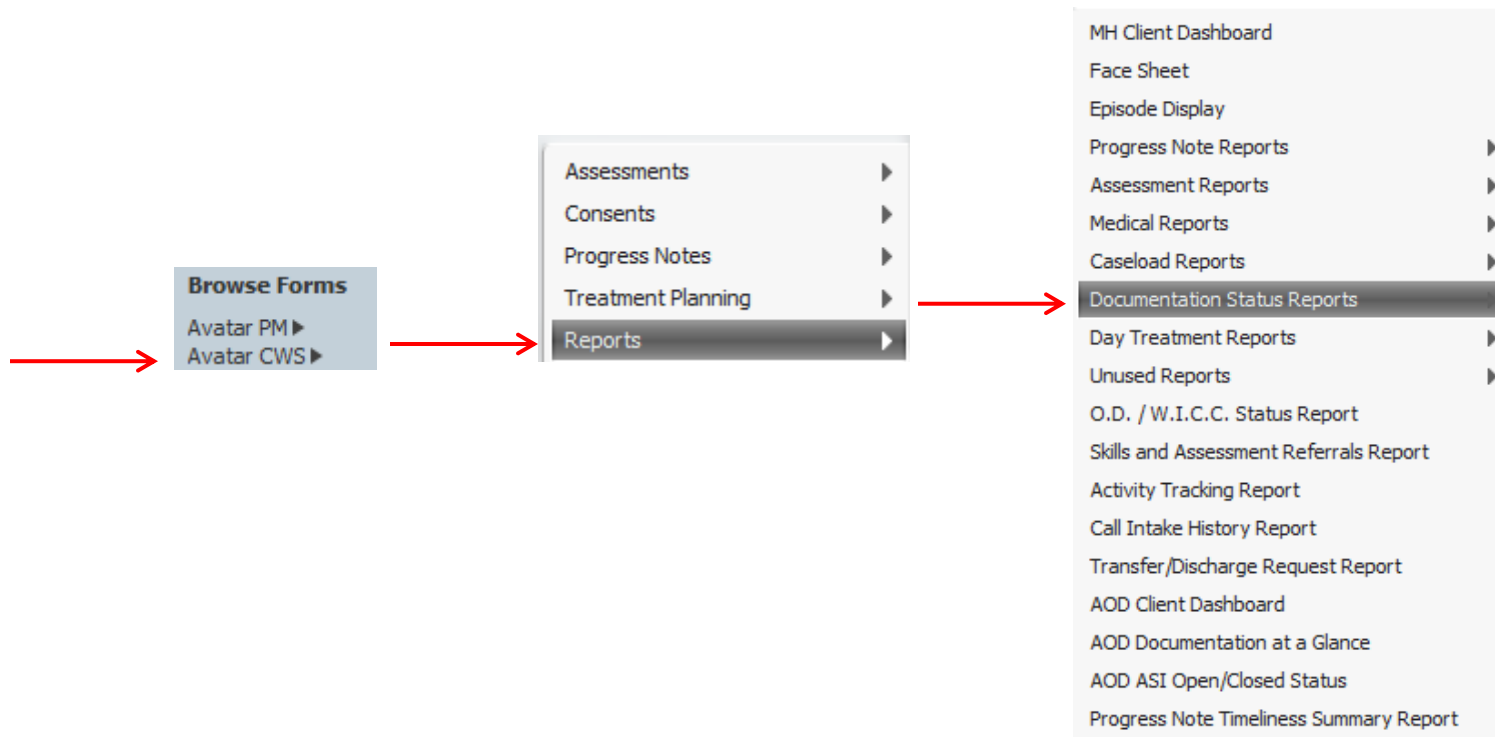 Browse Forms
Avatar PM
Avatar CWS
Assessments
Consents
Progress Notes
Treatment Planning
Reports
MH Client Dashboard
Face Sheet
Episode Display
Progress Note Reports
Assessment Reports
Medical Reports
Caseload Reports
Documentation Status Reports
Day Treatment Reports
Unused Reports
O.D. / W.I.C.C. Status Report
Skills and Assessment Referrals Report
Activity Tracking Report
Call Intake History Report
Transfer/Discharge Request Report
AOD Client Dashboard
AOD Documentation at a Glance
AOD ASI Open/Closed Status
Progress Note Timeliness Summary Report